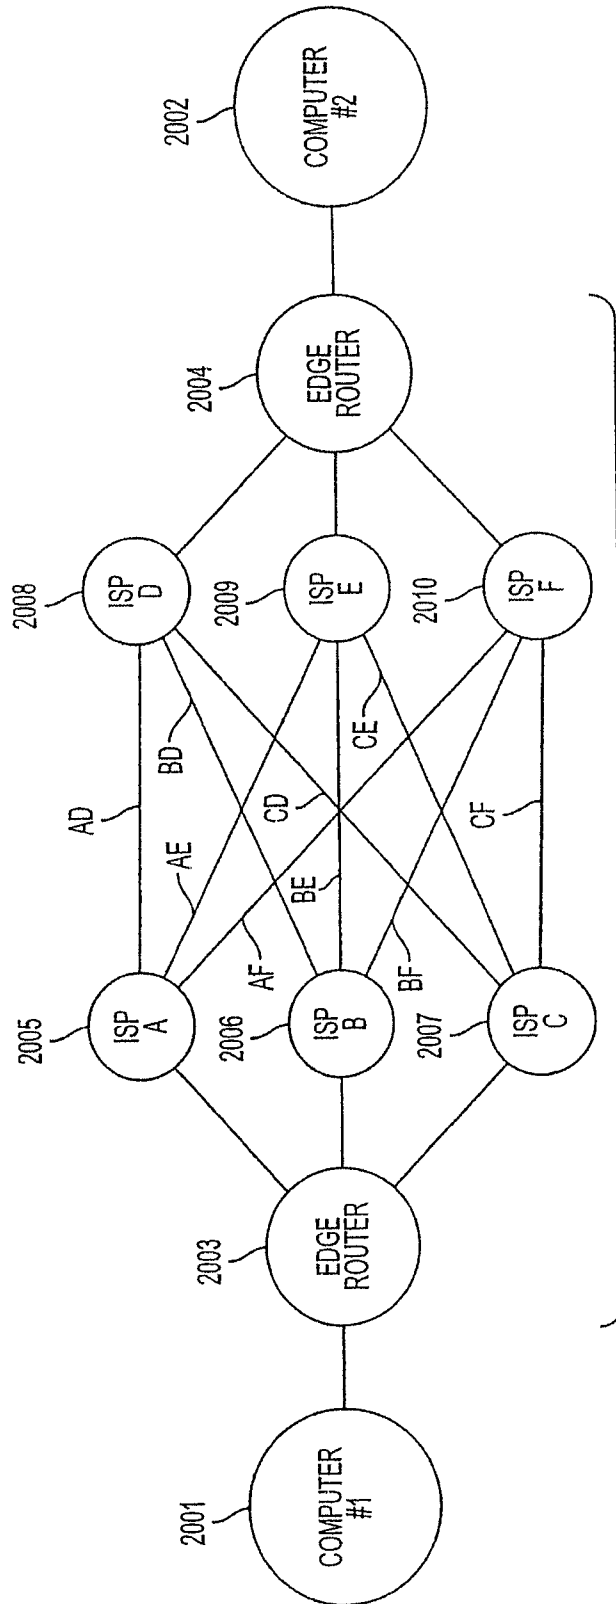 2001
COMPUTER
#1
2003
EDGE
ROUTER
2005
ISP
A
2006
ISP
B
2007
ISP
C
AD
AE
BD
AF
CD
BE
CE
BF
CF
2008
ISP
D
2009
ISP
E
2010
ISP
F
2004
EDGE
ROUTER
2002
COMPUTER
#2